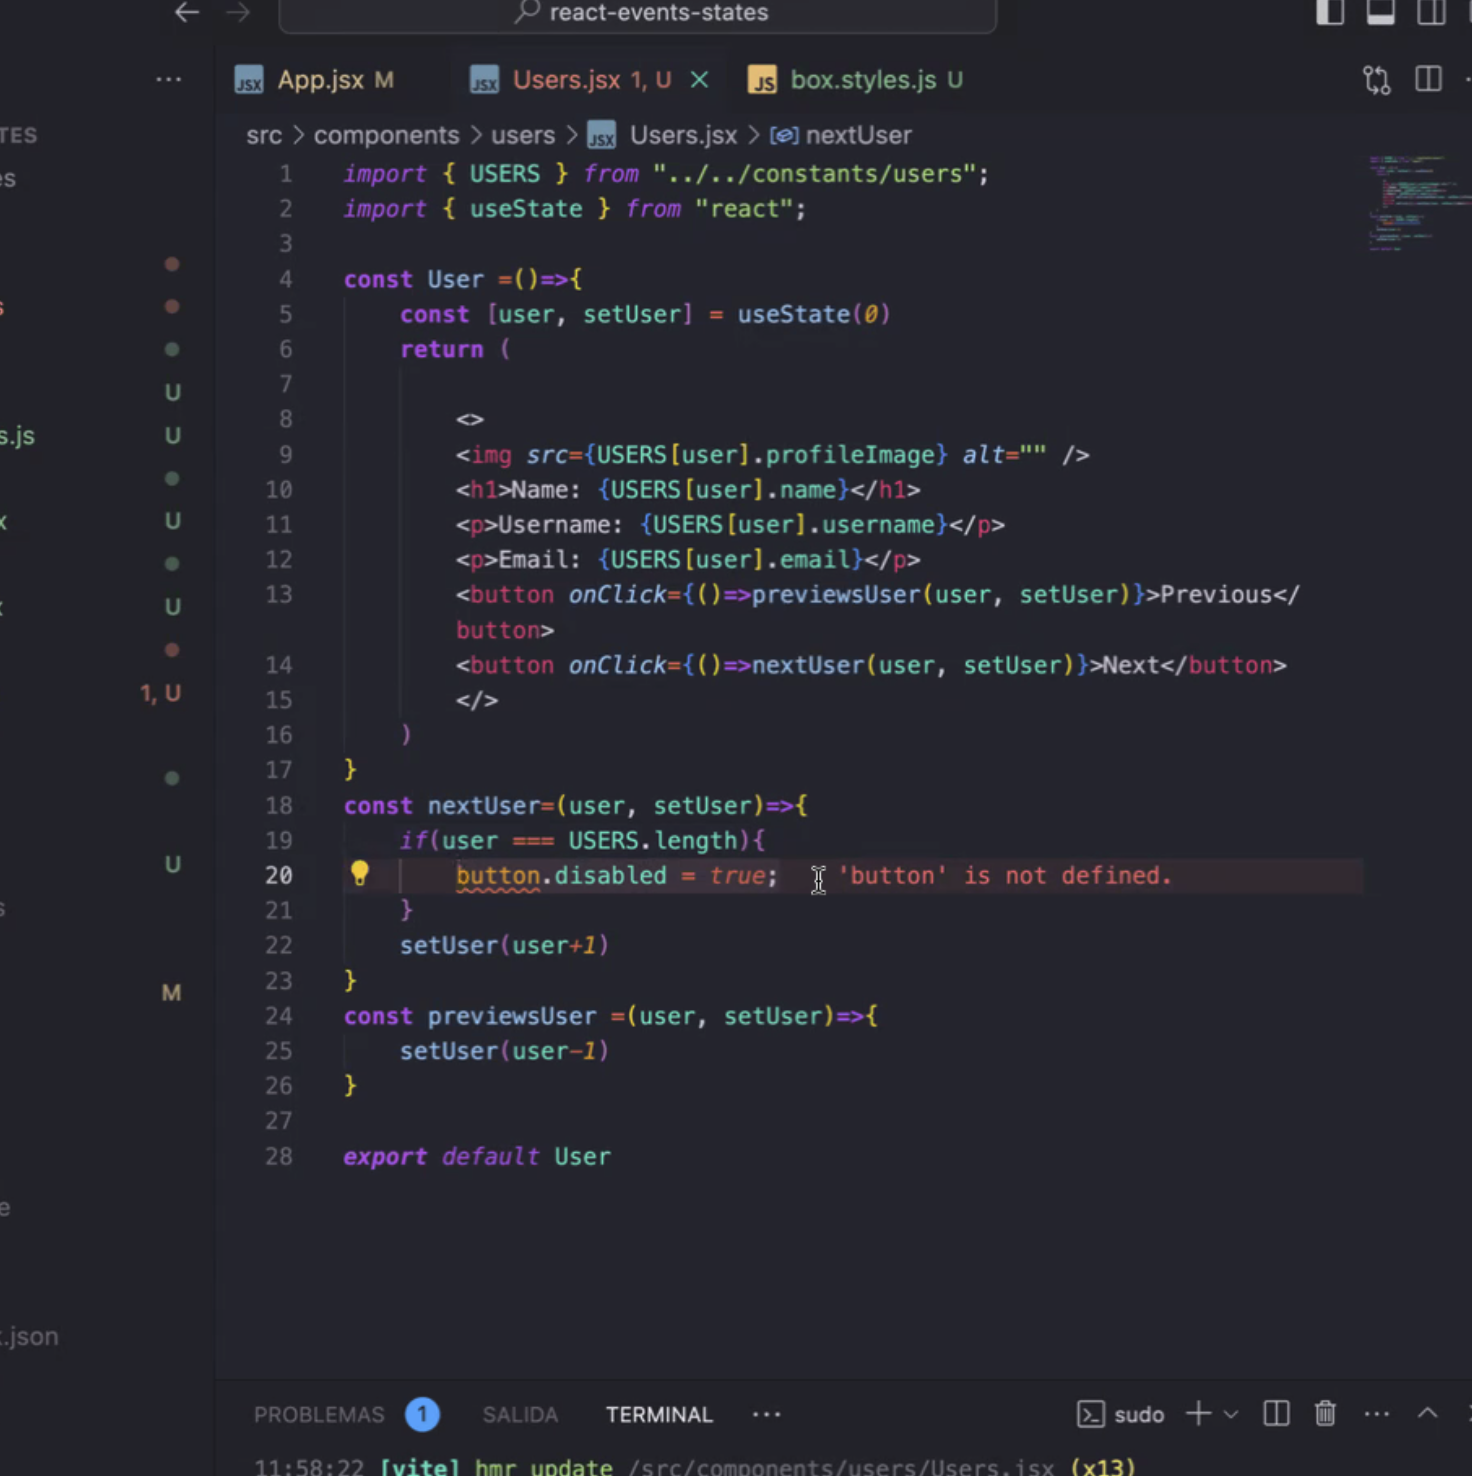 react-events-states
App.jsx M
Users.jsx 1, U
box.styles.js U
src > components > users > Users.jsx > nextUser
TES
1 import { USERS } from "../../constants/users";
2 import { useState } from "react";
3
4 const User =()=>{
5 const [user, setUser] = useState(0)
6 return (
7
8 <>
9 <img src={USERS[user].profileImage} alt="" />
10 <h1>Name: {USERS[user].name}</h1>
11 <p>Username: {USERS[user].username}</p>
12 <p>Email: {USERS[user].email}</p>
13 <button onClick={()=>previewsUser(user, setUser)}>Previous</
button>
14 <button onClick={()=>nextUser(user, setUser)}>Next</button>
15 </>
16 )
17 }
18 const nextUser=(user, setUser)=>{
19 if(user === USERS.length){
20 button.disabled = true; 'button' is not defined.
21 }
22 setUser(user+1)
23 }
24 const previewsUser =(user, setUser)=>{
25 setUser(user-1)
26 }
27
28 export default User
es
s
U
s.js U
x U
x U
1, U
U
s
M
e
.json
PROBLEMAS 1 SALIDA TERMINAL ··· sudo
11:58:22 [vite] hmr update /src/components/users/Users.jsx (x13)